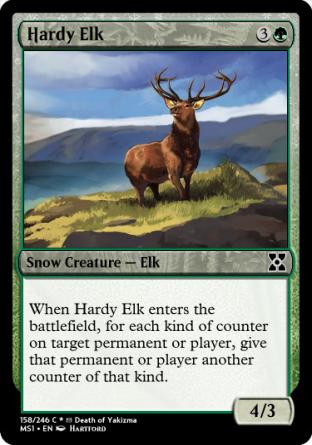 Hardy Elk 3
Snow Creature — Elk
When Hardy Elk enters the
battlefield, for each kind of counter
on target permanent or player, give
that permanent or player another
counter of that kind.
158/246 C * Death of Yakizma
MS1 • EN HARTFORD
4/3